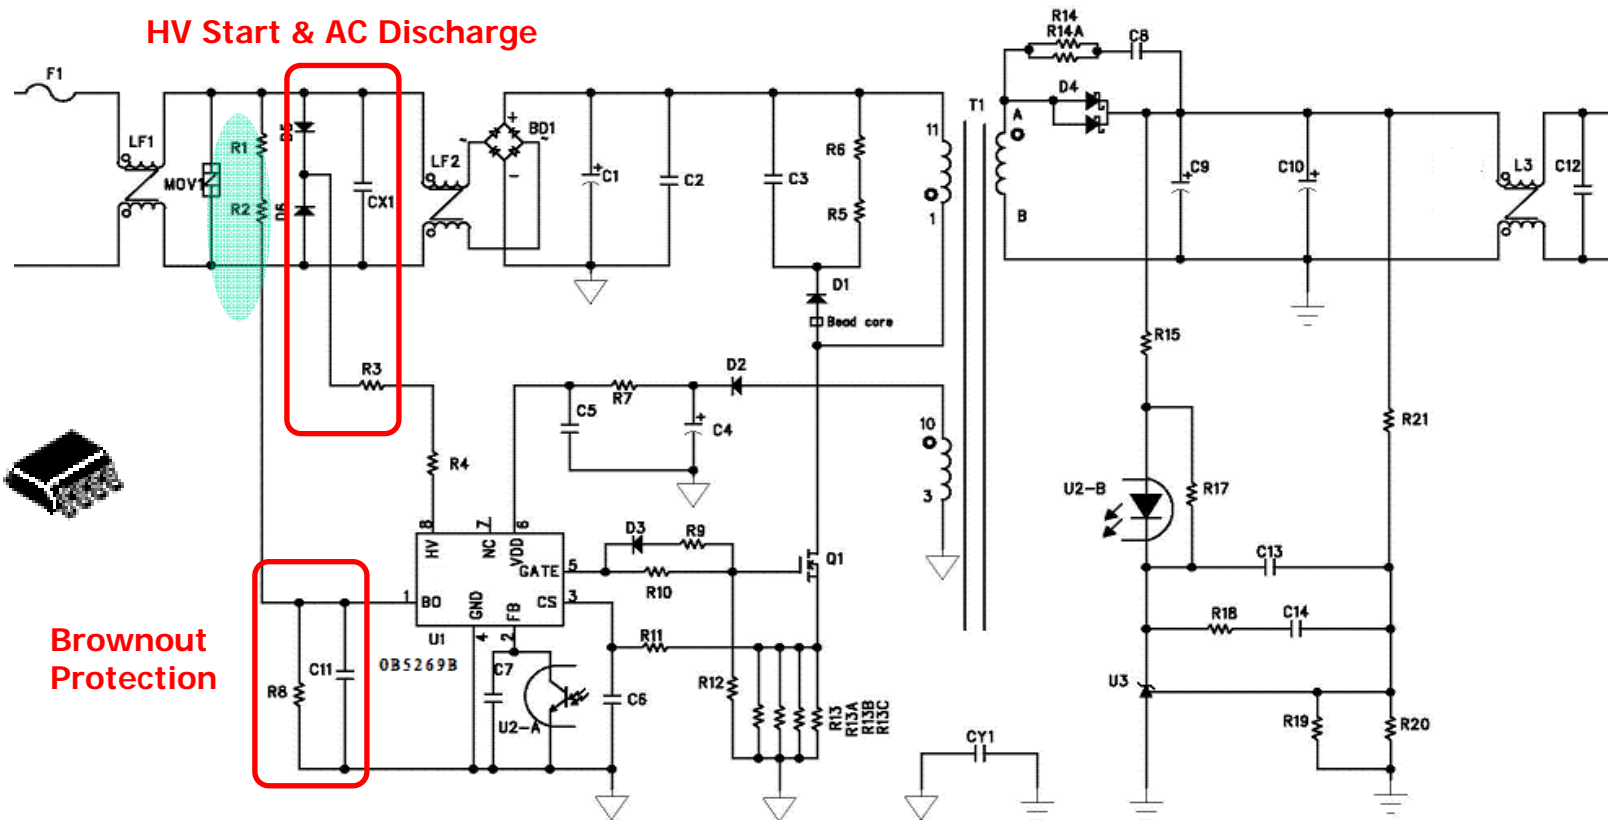 HV Start & AC Discharge
R14
R14A
C8
F1
D4
T1
A
B
LF1
MOV1
R1
R2
D5
D6
CX1
LF2
BD1
~
+
~
-
+
C1
C2
C3
R6
R5
11
1
D1
Bead core
+
C9
C10
+
L3
C12
R3
R4
C5
R7
+
C4
D2
10
3
R15
R21
U2-B
R17
C13
R18
C14
U3
R19
R20
8
HV
7
NC
6
VDD
GATE
5
CS
3
1
BO
GND
4
FB
2
U1
OB5269B
D3
R9
R10
Q1
R11
R12
R13
R13A
R13B
R13C
C7
U2-A
C6
CY1
Brownout
Protection
R8
C11